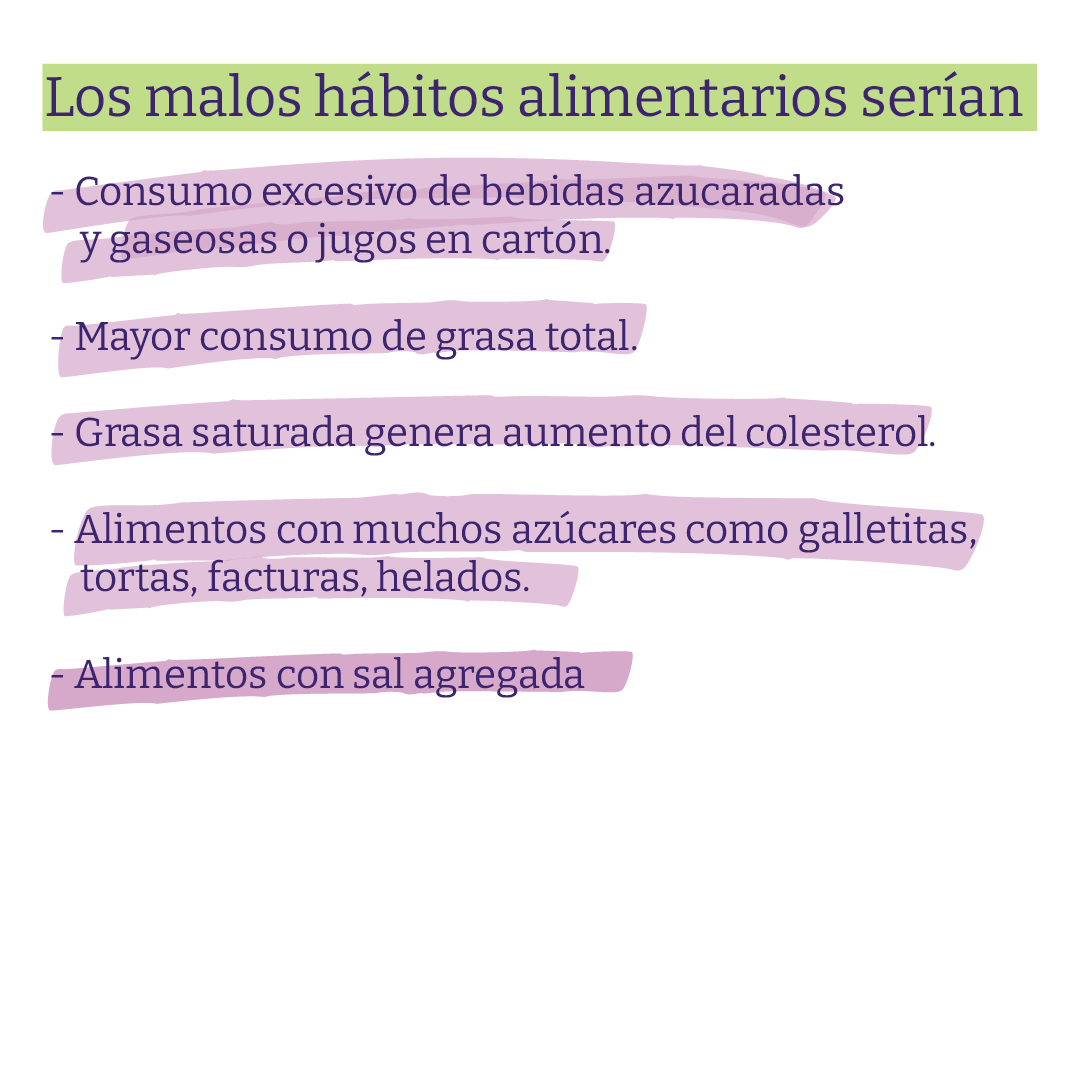 Los malos hábitos alimentarios serían
- Consumo excesivo de bebidas azucaradas
y gaseosas o jugos en cartón.
- Mayor consumo de grasa total.
- Grasa saturada genera aumento del colesterol.
- Alimentos con muchos azúcares como galletitas,
tortas, facturas, helados.
- Alimentos con sal agregada